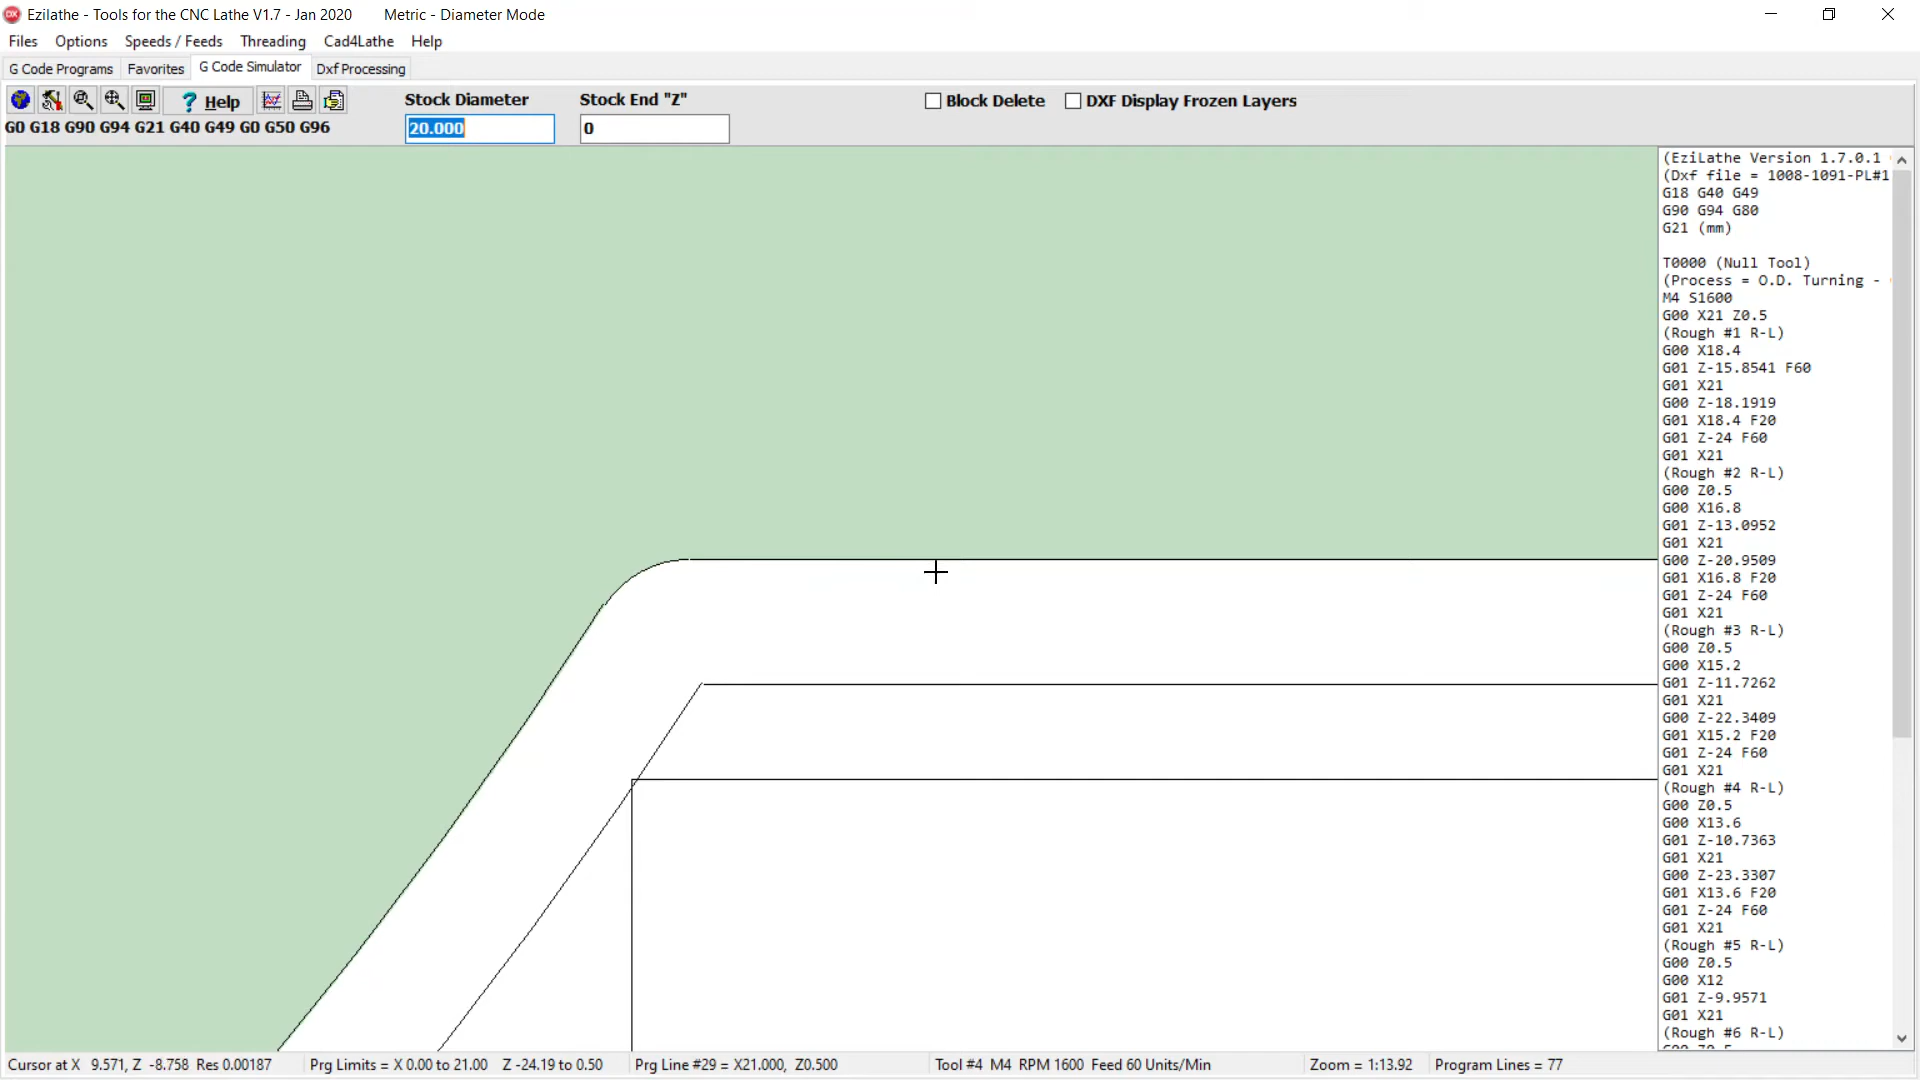 Ezilathe - Tools for the CNC Lathe V1.7 - Jan 2020 Metric - Diameter Mode
Files Options Speeds / Feeds Threading Cad4Lathe Help
G Code Programs Favorites G Code Simulator Dxf Processing
? Help Stock Diameter Stock End "Z" Block Delete DXF Display Frozen Layers
G0 G18 G90 G94 G21 G40 G49 G0 G50 G96 20.000 0
(EziLathe Version 1.7.0.1
(Dxf file = 1008-1091-PL#1
G18 G40 G49
G90 G94 G80
G21 (mm)
T0000 (Null Tool)
(Process = O.D. Turning -
M4 S1600
G00 X21 Z0.5
(Rough #1 R-L)
G00 X18.4
G01 Z-15.8541 F60
G01 X21
G00 Z-18.1919
G01 X18.4 F20
G01 Z-24 F60
G01 X21
(Rough #2 R-L)
G00 Z0.5
G00 X16.8
G01 Z-13.0952
G01 X21
G00 Z-20.9509
G01 X16.8 F20
G01 Z-24 F60
G01 X21
(Rough #3 R-L)
G00 Z0.5
G00 X15.2
G01 Z-11.7262
G01 X21
G00 Z-22.3409
G01 X15.2 F20
G01 Z-24 F60
G01 X21
(Rough #4 R-L)
G00 Z0.5
G00 X13.6
G01 Z-10.7363
G01 X21
G00 Z-23.3307
G01 X13.6 F20
G01 Z-24 F60
G01 X21
(Rough #5 R-L)
G00 Z0.5
G00 X12
G01 Z-9.9571
G01 X21
(Rough #6 R-L)
Cursor at X 9.571, Z -8.758 Res 0.00187 Prg Limits = X 0.00 to 21.00 Z -24.19 to 0.50 Prg Line #29 = X21.000, Z0.500 Tool #4 M4 RPM 1600 Feed 60 Units/Min Zoom = 1:13.92 Program Lines = 77